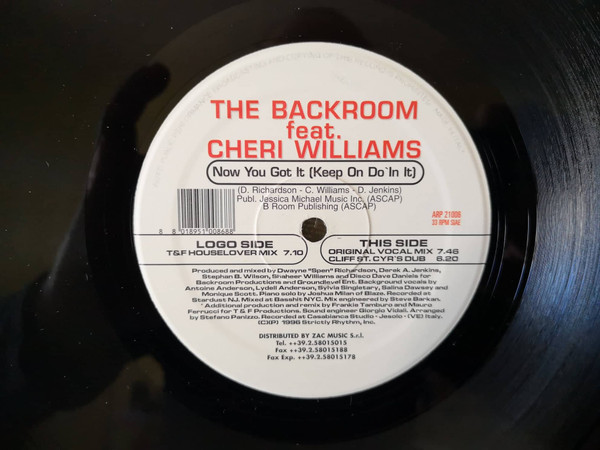 THE BACKROOM
feat.
CHERI WILLIAMS
Now You Got It (Keep On Do`In It)
(D. Richardson - C. Williams - D. Jenkins)
Publ. Jessica Michael Music Inc. (ASCAP)
B Room Publishing (ASCAP)
8 018951 008688
ARP 21008
33 RPM SIAE
LOGO SIDE
T&F HOUSELOVER MIX 7.10
THIS SIDE
ORIGINAL VOCAL MIX 7.46
CLIFF ST. CYR'S DUB 6.20
Produced and mixed by Dwayne "Spen" Richardson, Derek A. Jenkins,
Stephan B. Wilson, Shaheer Williams and Disco Dave Daniels for
Backroom Productions and Groundlevel Ent. Background vocals by
Antoine Anderson, Lydell Anderson, Sylvia Singletary, Salina Dawsey and
Monique Scott. Piano solo by Joshua Milan of Blaze. Recorded at
Stardust NJ. Mixed at Basshit NYC. Mix engineered by Steve Barkan.
*Additional production and remix by Frankie Tamburo and Mauro
Ferrucci for T & F Productions. Sound engineer Giorgio Vidali. Arranged
by Stefano Panizzo. Recorded at Casablanca Studio - Jesolo - (VE) Italy.
(C)(P) 1996 Strictly Rhythm, Inc.
DISTRIBUTED BY ZAC MUSIC S.r.l.
Tel. ++39.2.58015015
Fax ++39.2.58015188
Fax Exp. ++39.2.58015178